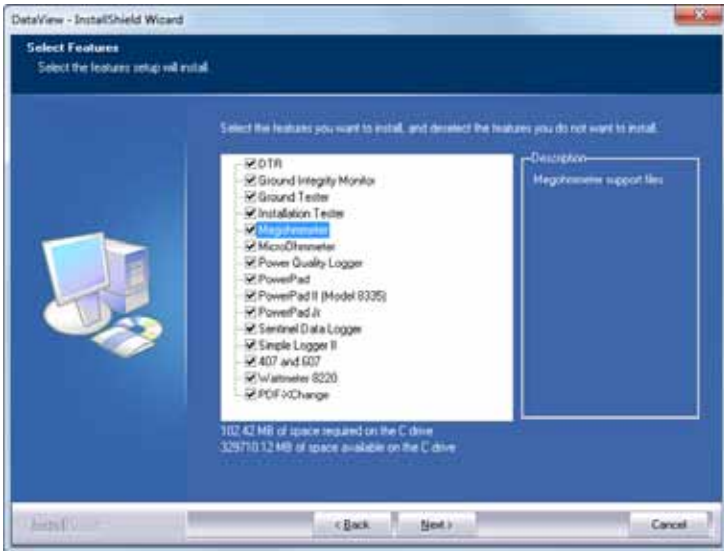 DataView - InstallShield Wizard
Select Features
Select the features setup will install.
Select the features you want to install, and deselect the features you do not want to install.
DTR
Ground Integrity Monitor
Ground Tester
Installation Tester
Megohmmeter
MicroOhmmeter
Power Quality Logger
PowerPad
PowerPad II (Model 8335)
PowerPad Jr
Sentinel Data Logger
Simple Logger II
407 and 607
Wattmeter 8220
PDF-XChange
Description
Megohmmeter support files
102.42 MB of space required on the C drive
329710.12 MB of space available on the C drive
InstallShield
< Back
Next >
Cancel